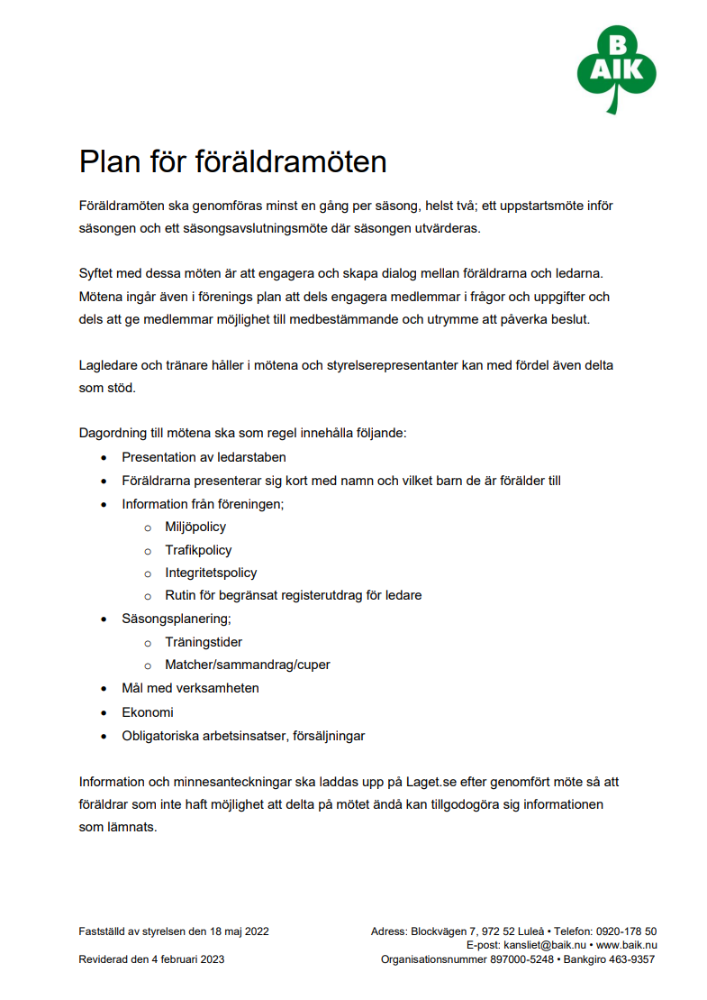 B
AIK
Plan för föräldramöten
Föräldramöten ska genomföras minst en gång per säsong, helst två; ett uppstartsmöte inför
säsongen och ett säsongsavslutningsmöte där säsongen utvärderas.
Syftet med dessa möten är att engagera och skapa dialog mellan föräldrarna och ledarna.
Mötena ingår även i förenings plan att dels engagera medlemmar i frågor och uppgifter och
dels att ge medlemmar möjlighet till medbestämmande och utrymme att påverka beslut.
Lagledare och tränare håller i mötena och styrelserepresentanter kan med fördel även delta
som stöd.
Dagordning till mötena ska som regel innehålla följande:
• Presentation av ledarstaben
• Föräldrarna presenterar sig kort med namn och vilket barn de är förälder till
• Information från föreningen;
o Miljöpolicy
o Trafikpolicy
o Integritetspolicy
o Rutin för begränsat registerutdrag för ledare
• Säsongsplanering;
o Träningstider
o Matcher/sammandrag/cuper
• Mål med verksamheten
• Ekonomi
• Obligatoriska arbetsinsatser, försäljningar
Information och minnesanteckningar ska laddas upp på Laget.se efter genomfört möte så att
föräldrar som inte haft möjlighet att delta på mötet ändå kan tillgodogöra sig informationen
som lämnats.
Fastställd av styrelsen den 18 maj 2022
Adress: Blockvägen 7, 972 52 Luleå • Telefon: 0920-178 50
E-post: kansliet@baik.nu • www.baik.nu
Reviderad den 4 februari 2023
Organisationsnummer 897000-5248 • Bankgiro 463-9357